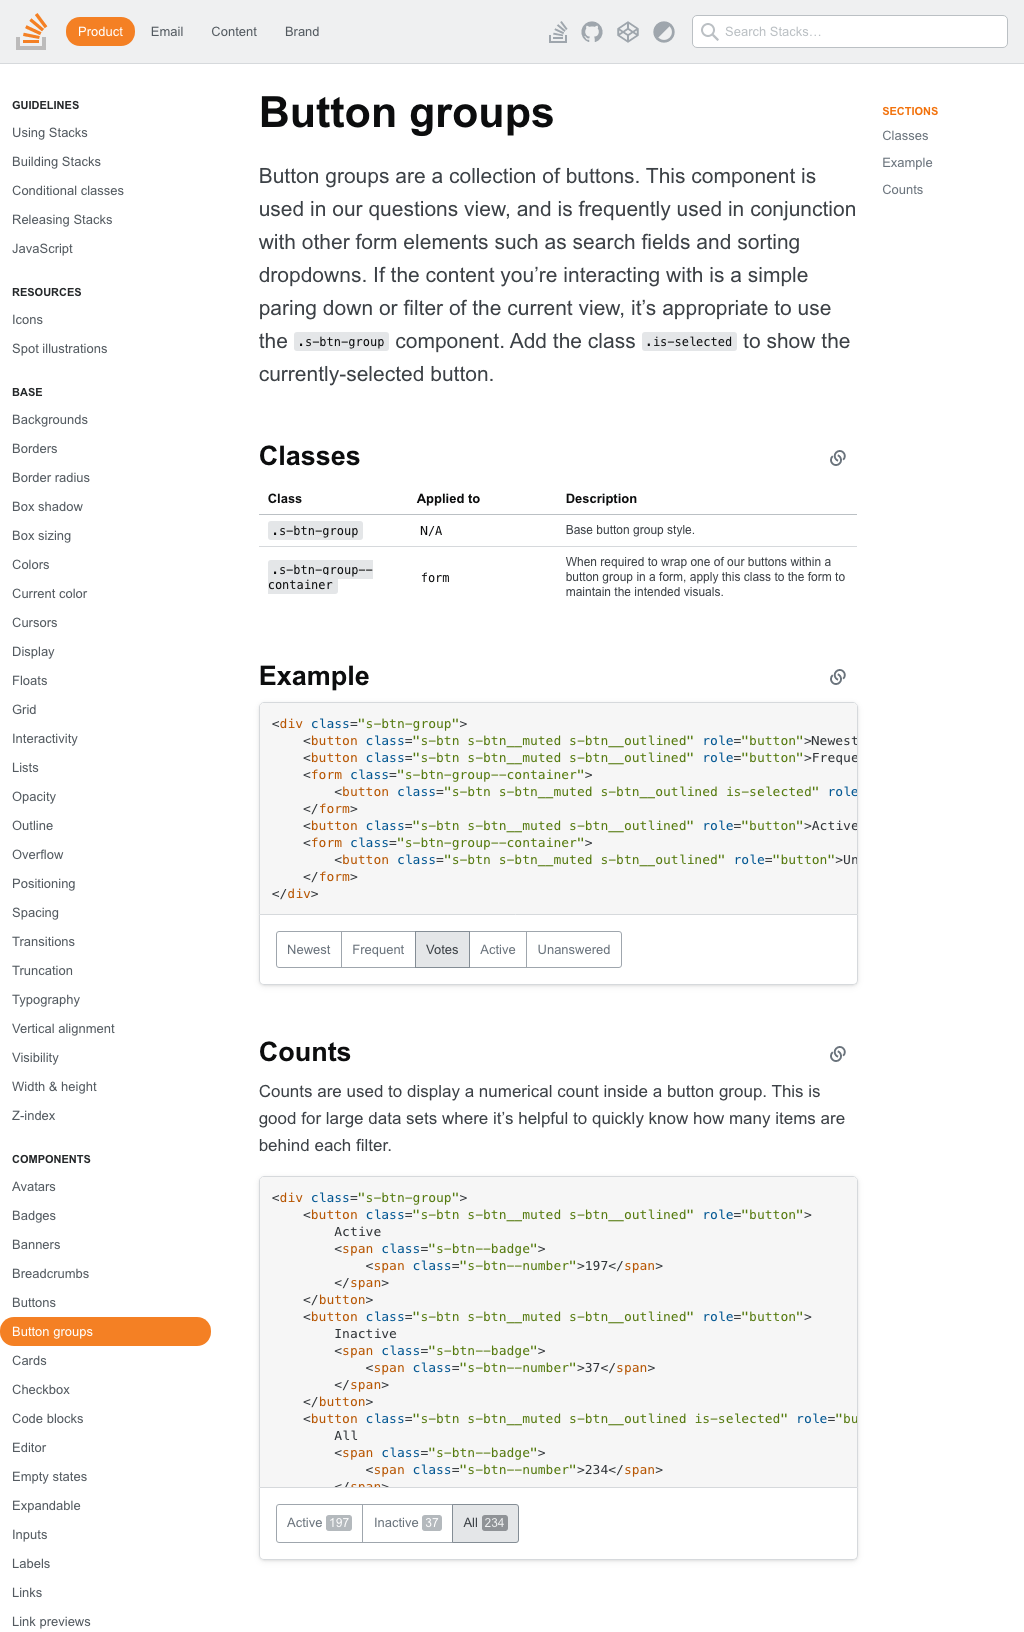 Product Email Content Brand
Search Stacks…
GUIDELINES
Using Stacks
Building Stacks
Conditional classes
Releasing Stacks
JavaScript
RESOURCES
Icons
Spot illustrations
BASE
Backgrounds
Borders
Border radius
Box shadow
Box sizing
Colors
Current color
Cursors
Display
Floats
Grid
Interactivity
Lists
Opacity
Outline
Overflow
Positioning
Spacing
Transitions
Truncation
Typography
Vertical alignment
Visibility
Width & height
Z-index
COMPONENTS
Avatars
Badges
Banners
Breadcrumbs
Buttons
Button groups
Cards
Checkbox
Code blocks
Editor
Empty states
Expandable
Inputs
Labels
Links
Link previews
Button groups
Button groups are a collection of buttons. This component is
used in our questions view, and is frequently used in conjunction
with other form elements such as search fields and sorting
dropdowns. If the content you’re interacting with is a simple
paring down or filter of the current view, it’s appropriate to use
the .s-btn-group component. Add the class .is-selected to show the
currently-selected button.
Classes
Class Applied to Description
.s-btn-group N/A Base button group style.
.s-btn-group--
container
form
When required to wrap one of our buttons within a
button group in a form, apply this class to the form to
maintain the intended visuals.
Example
<div class="s-btn-group">
    <button class="s-btn s-btn__muted s-btn__outlined" role="button">Newest
    <button class="s-btn s-btn__muted s-btn__outlined" role="button">Freque
    <form class="s-btn-group--container">
        <button class="s-btn s-btn__muted s-btn__outlined is-selected" role
    </form>
    <button class="s-btn s-btn__muted s-btn__outlined" role="button">Active
    <form class="s-btn-group--container">
        <button class="s-btn s-btn__muted s-btn__outlined" role="button">Un
    </form>
</div>
Newest Frequent Votes Active Unanswered
Counts
Counts are used to display a numerical count inside a button group. This is
good for large data sets where it’s helpful to quickly know how many items are
behind each filter.
<div class="s-btn-group">
    <button class="s-btn s-btn__muted s-btn__outlined" role="button">
        Active
        <span class="s-btn--badge">
            <span class="s-btn--number">197</span>
        </span>
    </button>
    <button class="s-btn s-btn__muted s-btn__outlined" role="button">
        Inactive
        <span class="s-btn--badge">
            <span class="s-btn--number">37</span>
        </span>
    </button>
    <button class="s-btn s-btn__muted s-btn__outlined is-selected" role="bu
        All
        <span class="s-btn--badge">
            <span class="s-btn--number">234</span>
        </span>
Active 197 Inactive 37 All 234
SECTIONS
Classes
Example
Counts